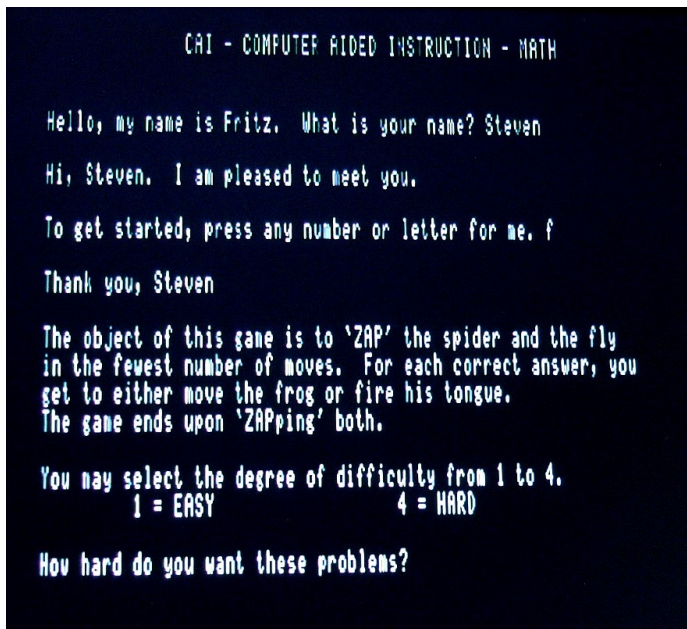 CAI - COMPUTER AIDED INSTRUCTION - MATH
Hello, my name is Fritz.  What is your name? Steven
Hi, Steven.  I am pleased to meet you.
To get started, press any number or letter for me. f
Thank you, Steven
The object of this game is to 'ZAP' the spider and the fly
in the fewest number of moves.  For each correct answer, you
get to either move the frog or fire his tongue.
The game ends upon 'ZAPping' both.
You may select the degree of difficulty from 1 to 4.
1 = EASY                    4 = HARD
How hard do you want these problems?